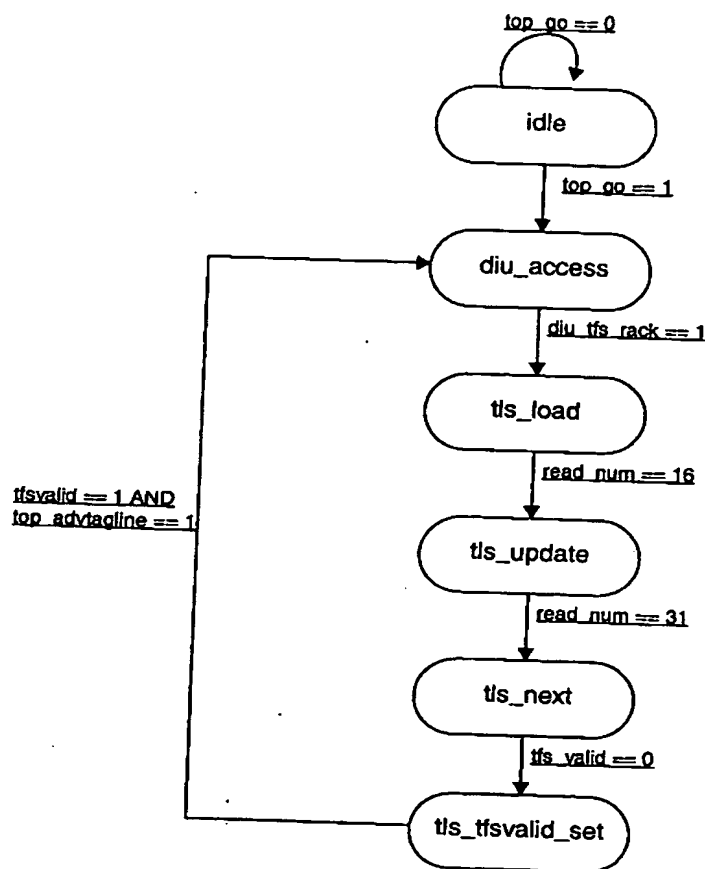 top_go == 0
idle
top_go == 1
diu_access
diu_tfs_rack == 1
tls_load
read_num == 16
tfsvalid == 1 AND
top_advtagline == 1
tls_update
read_num == 31
tls_next
tfs_valid == 0
tls_tfsvalid_set